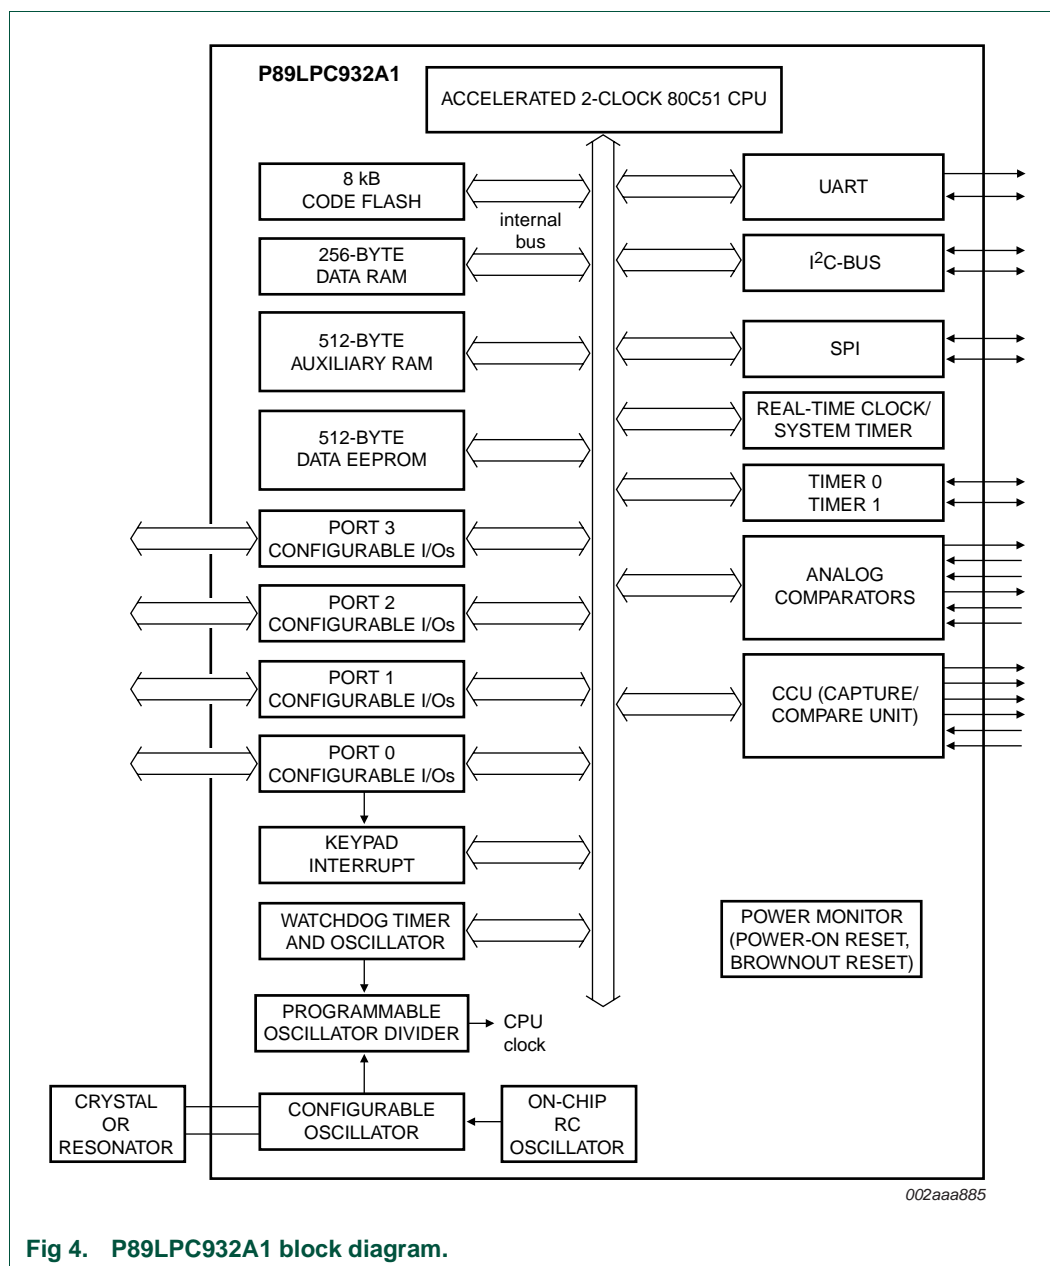 P89LPC932A1
ACCELERATED 2-CLOCK 80C51 CPU
8 kB
CODE FLASH
internal
bus
256-BYTE
DATA RAM
512-BYTE
AUXILIARY RAM
512-BYTE
DATA EEPROM
PORT 3
CONFIGURABLE I/Os
PORT 2
CONFIGURABLE I/Os
PORT 1
CONFIGURABLE I/Os
PORT 0
CONFIGURABLE I/Os
KEYPAD
INTERRUPT
WATCHDOG TIMER
AND OSCILLATOR
PROGRAMMABLE
OSCILLATOR DIVIDER
CPU
clock
CRYSTAL
OR
RESONATOR
CONFIGURABLE
OSCILLATOR
ON-CHIP
RC
OSCILLATOR
UART
I²C-BUS
SPI
REAL-TIME CLOCK/
SYSTEM TIMER
TIMER 0
TIMER 1
ANALOG
COMPARATORS
CCU (CAPTURE/
COMPARE UNIT)
POWER MONITOR
(POWER-ON RESET,
BROWNOUT RESET)
002aaa885
Fig 4. P89LPC932A1 block diagram.